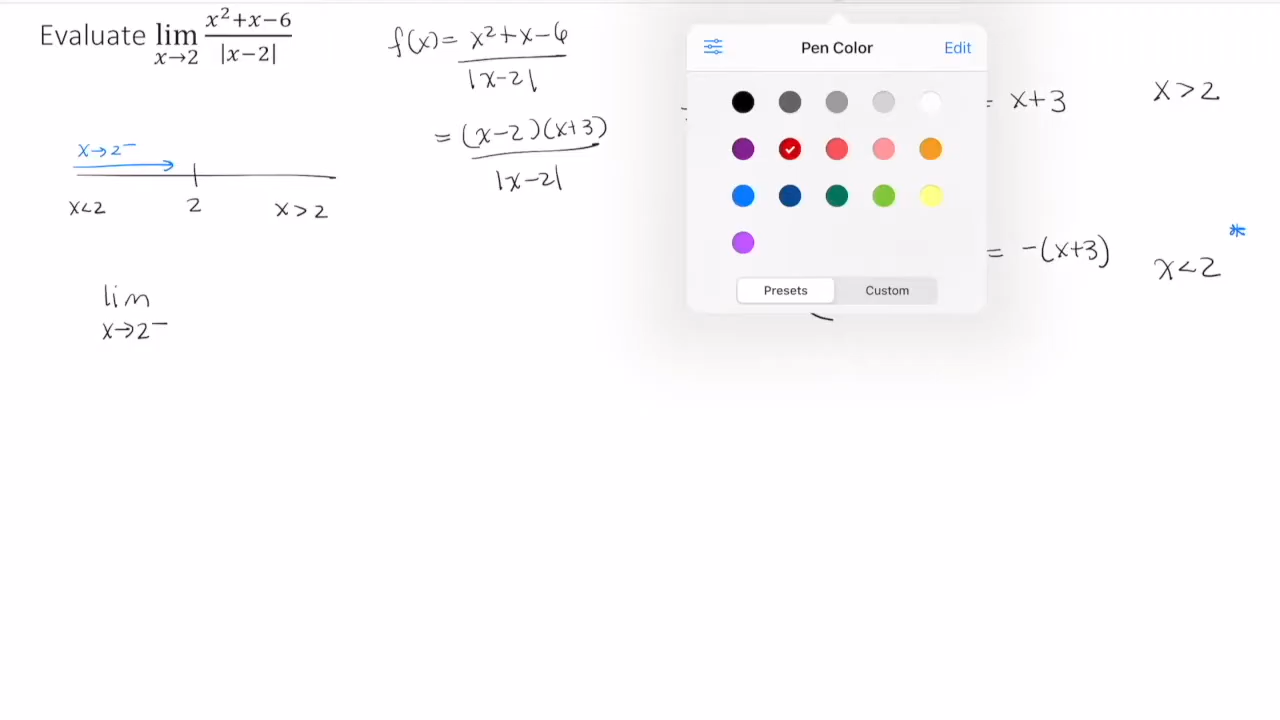 Evaluate lim x→2 x²+x−6 / |x−2|
f(x) = x²+x−6 / |x−2|
= (x−2)(x+3) / |x−2|
x→2⁻
x<2 2 x>2
lim x→2⁻
Pen Color Edit
Presets Custom
= x+3 x>2
= −(x+3) x<2 *